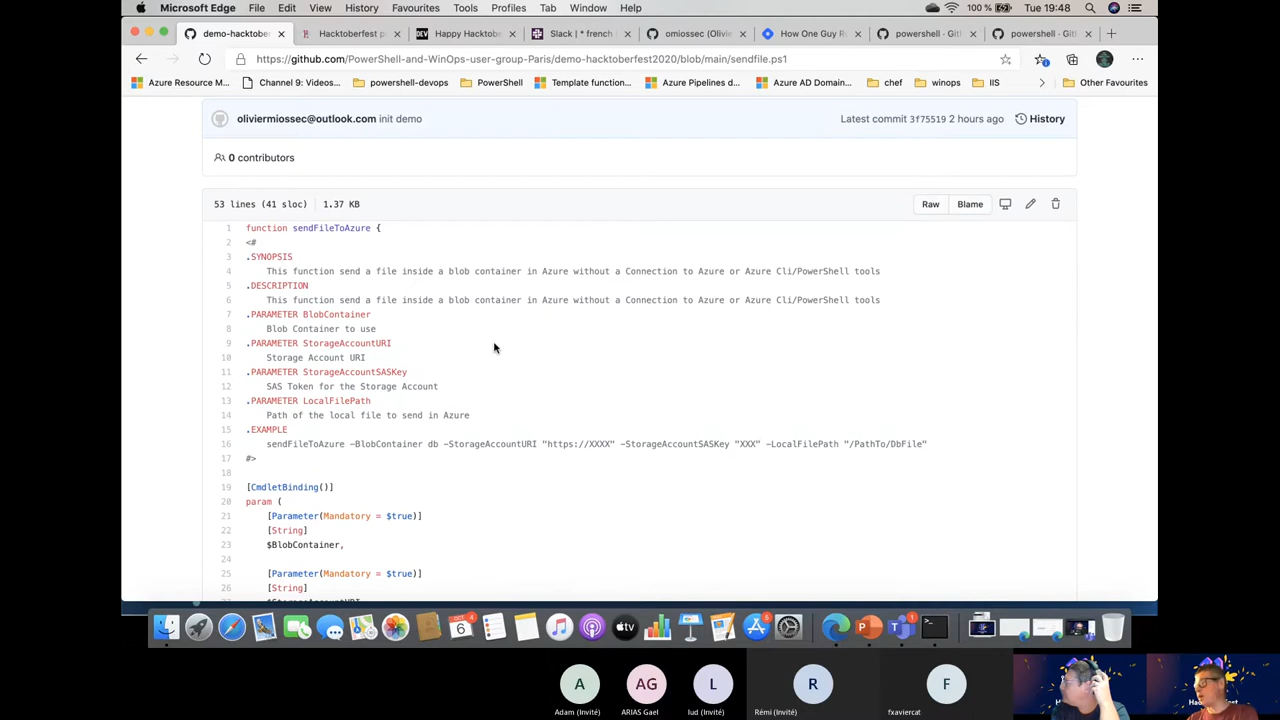 Microsoft Edge File Edit View History Favourites Tools Profiles Tab Window Help 100 % Tue 19:48
demo-hacktober Hacktoberfest p Happy Hacktob Slack | * french omiossec (Olivie How One Guy Ru powershell - Gitl powershell - Gitl
https://github.com/PowerShell-and-WinOps-user-group-Paris/demo-hacktoberfest2020/blob/main/sendfile.ps1
Azure Resource M... Channel 9: Videos... powershell-docs PowerShell Template function... Azure Pipelines d... Azure AD Domain... chef winops IIS Other Favourites
oliviermiossec@outlook.com init demo Latest commit 3f75519 2 hours ago History
0 contributors
53 lines (41 sloc) 1.37 KB Raw Blame
1 function sendFileToAzure {
2 <#
3 .SYNOPSIS
4 This function send a file inside a blob container in Azure without a Connection to Azure or Azure Cli/PowerShell tools
5 .DESCRIPTION
6 This function send a file inside a blob container in Azure without a Connection to Azure or Azure Cli/PowerShell tools
7 .PARAMETER BlobContainer
8 Blob Container to use
9 .PARAMETER StorageAccountURI
10 Storage Account URI
11 .PARAMETER StorageAccountSASKey
12 SAS Token for the Storage Account
13 .PARAMETER LocalFilePath
14 Path of the local file to send in Azure
15 .EXAMPLE
16 sendFileToAzure -BlobContainer db -StorageAccountURI "https://XXXX" -StorageAccountSASKey "XXX" -LocalFilePath "/PathTo/DbFile"
17 #>
18
19 [CmdletBinding()]
20 param (
21 [Parameter(Mandatory = $true)]
22 [String]
23 $BlobContainer,
24
25 [Parameter(Mandatory = $true)]
26 [String]
OCT
6
tv
A AG L R F
Adam (Invité) ARIAS Gael lud (Invité) Rémi (Invité) fxaviercat